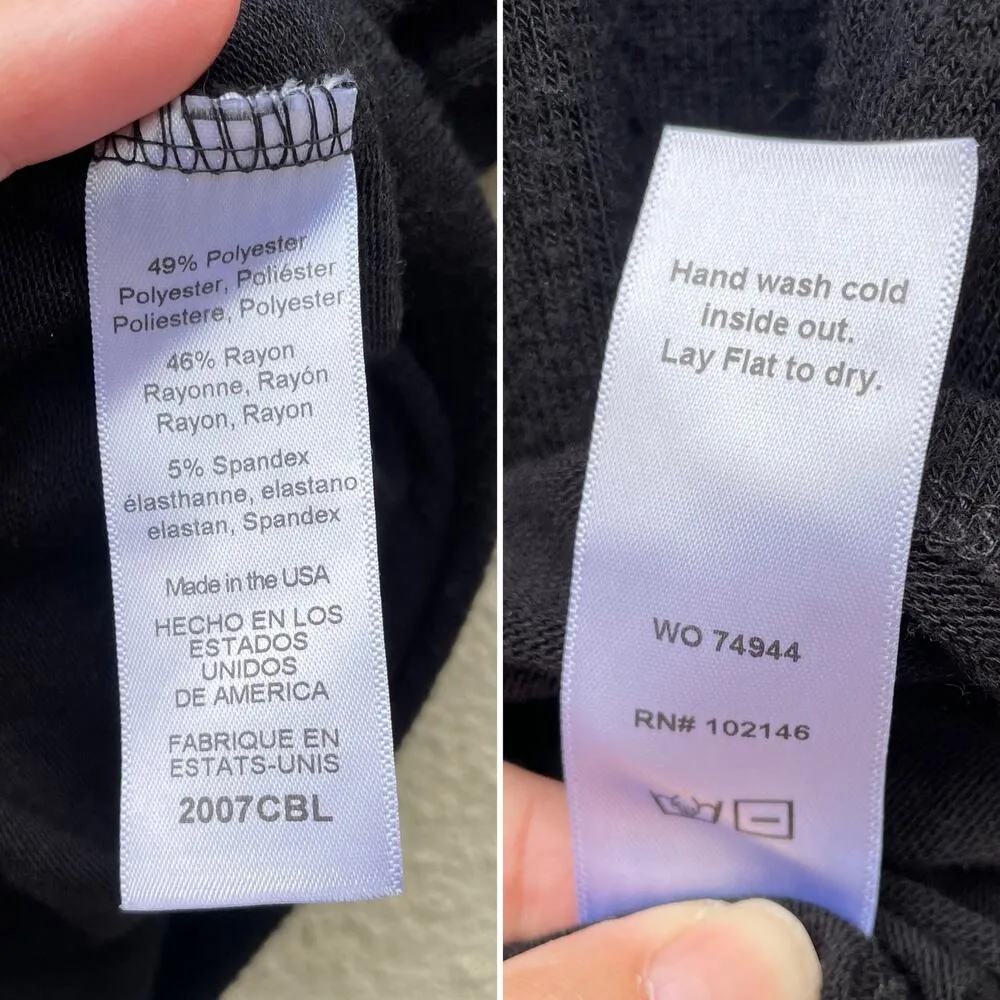 49% Polyester
Polyester, Poliéster
Poliestere, Polyester
46% Rayon
Rayonne, Rayón
Rayon, Rayon
5% Spandex
élasthanne, elastano
elastan, Spandex
Made in the USA
HECHO EN LOS
ESTADOS
UNIDOS
DE AMERICA
FABRIQUE EN
ESTATS-UNIS
2007CBL
Hand wash cold
inside out.
Lay Flat to dry.
WO 74944
RN# 102146